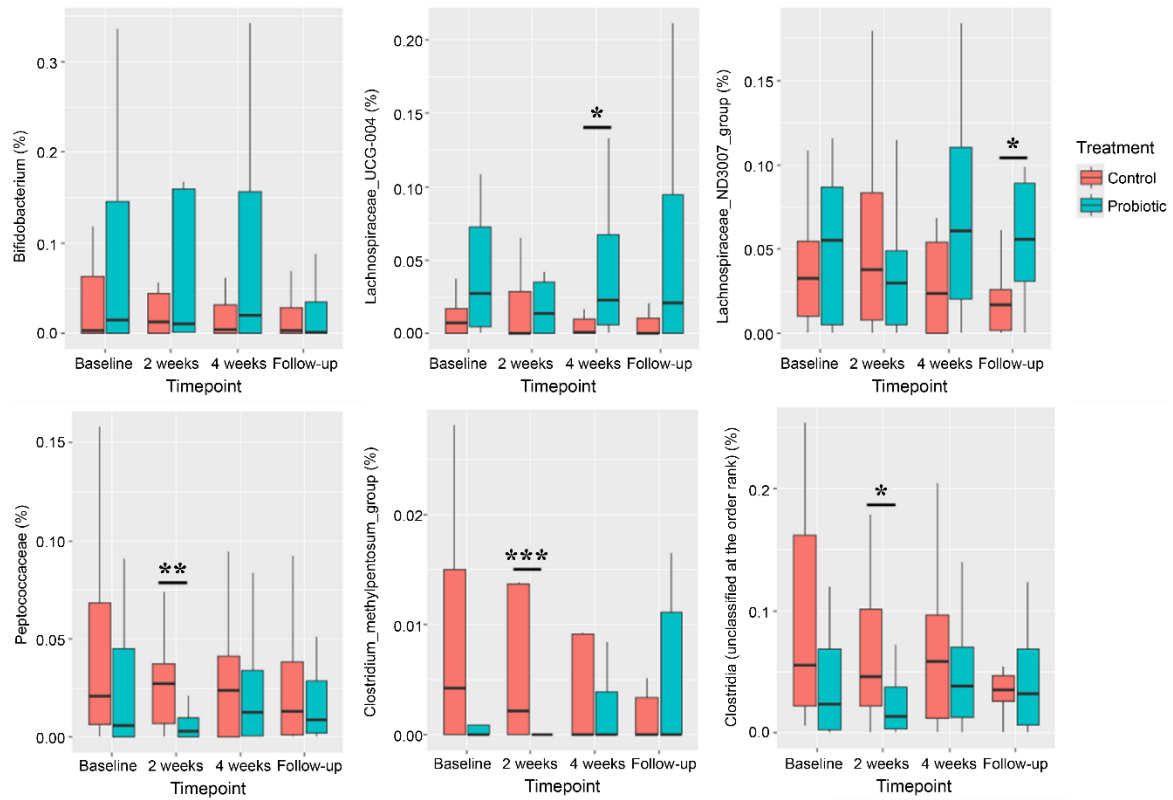 Bifidobacterium (%)
0.3
0.2
0.1
0.0
Baseline 2 weeks 4 weeks Follow-up
Timepoint
Lachnospiraceae_UCG-004 (%)
0.20
0.15
0.10
0.05
0.00
*
Baseline 2 weeks 4 weeks Follow-up
Timepoint
Lachnospiraceae_ND3007_group (%)
0.15
0.10
0.05
0.00
*
Baseline 2 weeks 4 weeks Follow-up
Timepoint
Treatment
Control
Probiotic
Peptococcaceae (%)
0.15
0.10
0.05
0.00
**
Baseline 2 weeks 4 weeks Follow-up
Timepoint
Clostridium_methylpentosum_group (%)
0.02
0.01
0.00
***
Baseline 2 weeks 4 weeks Follow-up
Timepoint
Clostridia (unclassified at the order rank) (%)
0.2
0.1
0.0
*
Baseline 2 weeks 4 weeks Follow-up
Timepoint